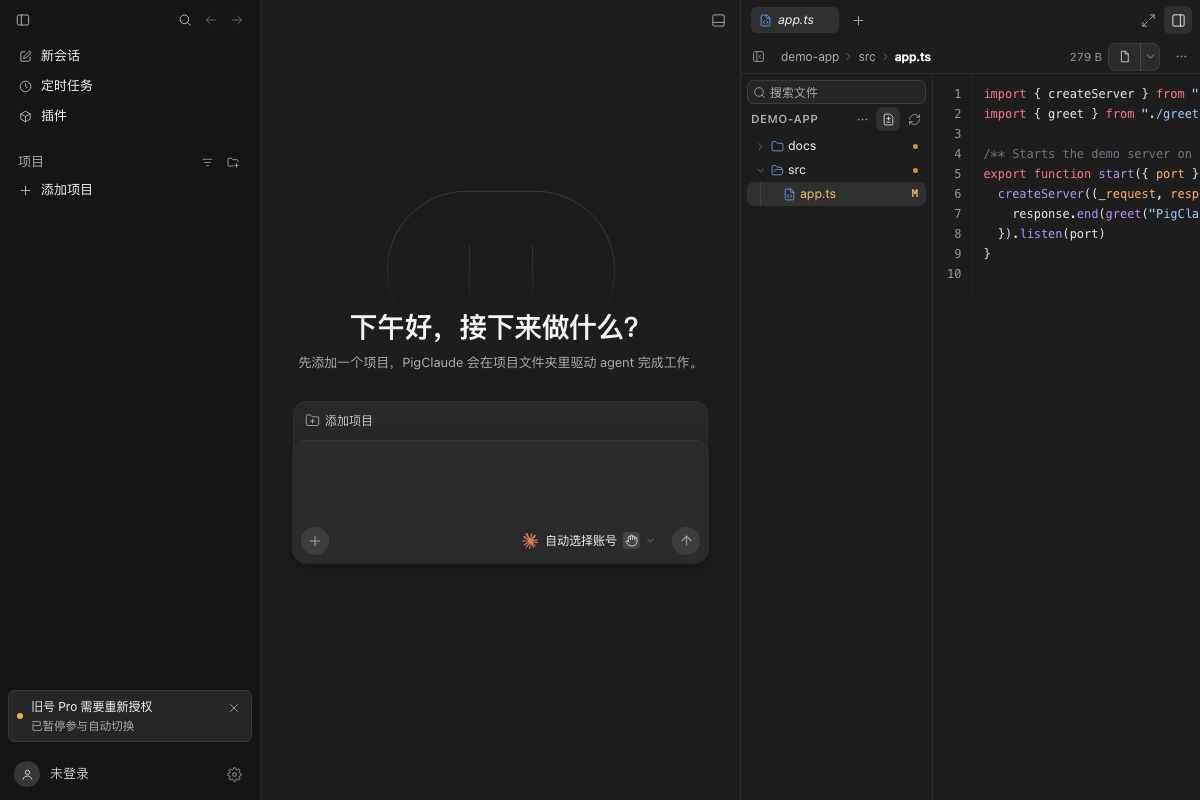 新会话
定时任务
插件
项目
添加项目
旧号 Pro 需要重新授权
已暂停参与自动切换
未登录
下午好，接下来做什么？
先添加一个项目，PigClaude 会在项目文件夹里驱动 agent 完成工作。
添加项目
自动选择账号
app.ts
demo-app › src › app.ts
279 B
搜索文件
DEMO-APP
docs
src
app.ts M
1 import { createServer } from "
2 import { greet } from "./greet
3
4 /** Starts the demo server on
5 export function start({ port }
6 createServer((_request, resp
7 response.end(greet("PigCla
8 }).listen(port)
9 }
10